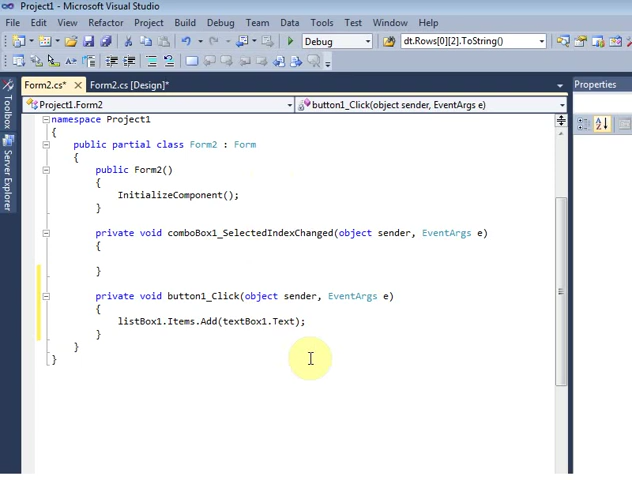 Project1 - Microsoft Visual Studio
File Edit View Refactor Project Build Debug Team Data Tools Test Window Help
Debug dt.Rows[0][2].ToString()
Form2.cs* Form2.cs [Design]* Properties
Project1.Form2 button1_Click(object sender, EventArgs e)
Toolbox
Server Explorer
namespace Project1
{
public partial class Form2 : Form
{
public Form2()
{
InitializeComponent();
}
private void comboBox1_SelectedIndexChanged(object sender, EventArgs e)
{
}
private void button1_Click(object sender, EventArgs e)
{
listBox1.Items.Add(textBox1.Text);
}
}
}